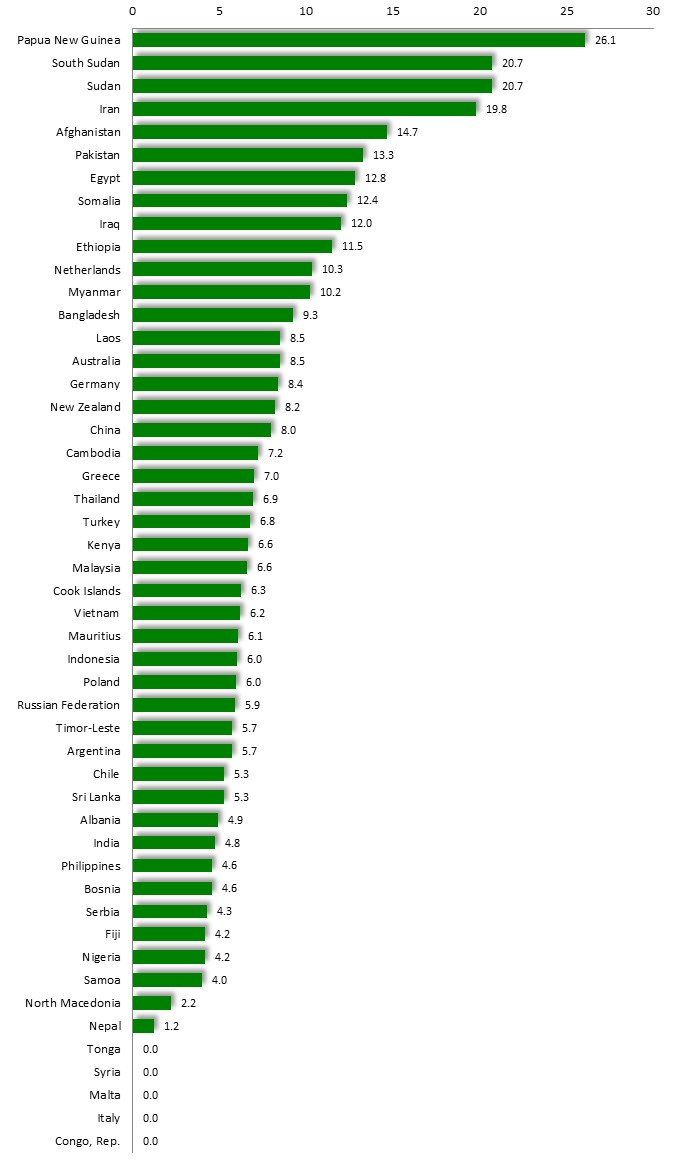 0 5 10 15 20 25 30
Papua New Guinea 26.1
South Sudan 20.7
Sudan 20.7
Iran 19.8
Afghanistan 14.7
Pakistan 13.3
Egypt 12.8
Somalia 12.4
Iraq 12.0
Ethiopia 11.5
Netherlands 10.3
Myanmar 10.2
Bangladesh 9.3
Laos 8.5
Australia 8.5
Germany 8.4
New Zealand 8.2
China 8.0
Cambodia 7.2
Greece 7.0
Thailand 6.9
Turkey 6.8
Kenya 6.6
Malaysia 6.6
Cook Islands 6.3
Vietnam 6.2
Mauritius 6.1
Indonesia 6.0
Poland 6.0
Russian Federation 5.9
Timor-Leste 5.7
Argentina 5.7
Chile 5.3
Sri Lanka 5.3
Albania 4.9
India 4.8
Philippines 4.6
Bosnia 4.6
Serbia 4.3
Fiji 4.2
Nigeria 4.2
Samoa 4.0
North Macedonia 2.2
Nepal 1.2
Tonga 0.0
Syria 0.0
Malta 0.0
Italy 0.0
Congo, Rep. 0.0